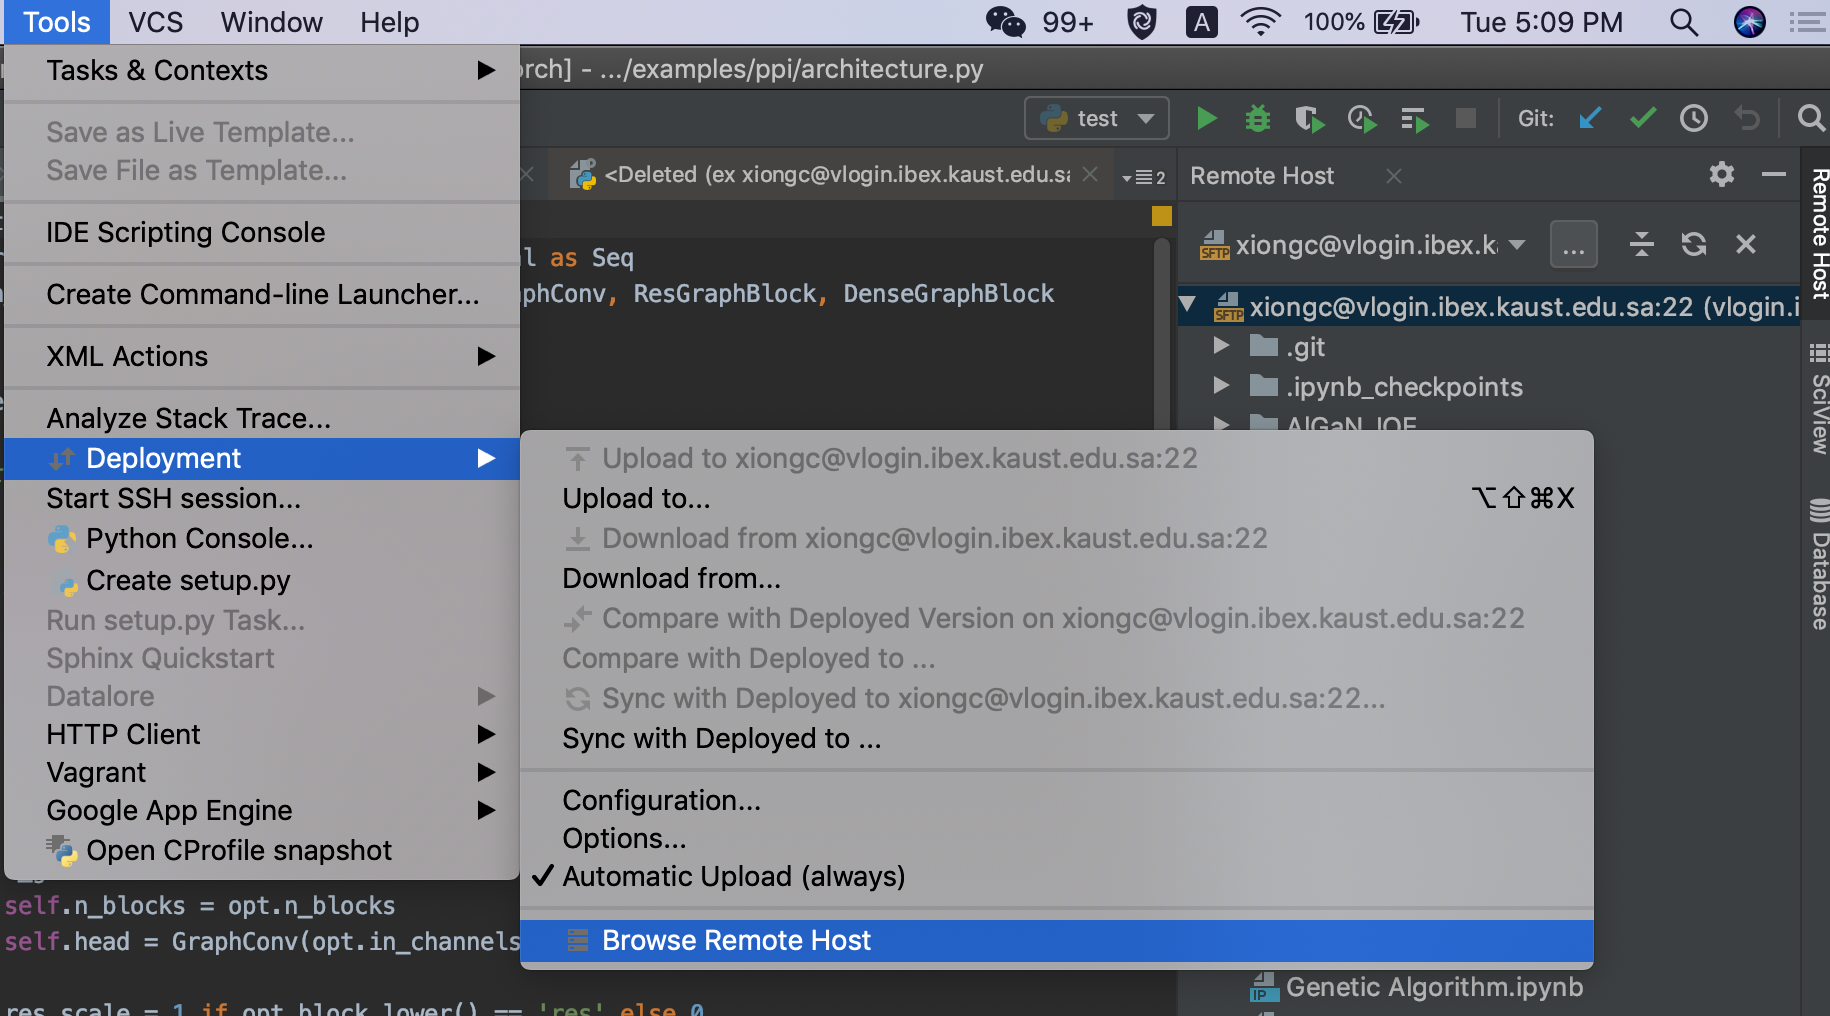 Tools VCS Window Help 99+ A 100% Tue 5:09 PM
orch] - .../examples/ppi/architecture.py
Tasks & Contexts
Save as Live Template...
Save File as Template...
IDE Scripting Console
Create Command-line Launcher...
XML Actions
Analyze Stack Trace...
Deployment
Start SSH session...
Python Console...
Create setup.py
Run setup.py Task...
Sphinx Quickstart
Datalore
HTTP Client
Vagrant
Google App Engine
Open CProfile snapshot
test Git:
<Deleted (ex xiongc@vlogin.ibex.kaust.edu.sa
2
Remote Host
l as Seq
phConv, ResGraphBlock, DenseGraphBlock
SFTP xiongc@vlogin.ibex.k ...
SFTP xiongc@vlogin.ibex.kaust.edu.sa:22 (vlogin.i
.git
.ipynb_checkpoints
AlGaN_IOE
Upload to xiongc@vlogin.ibex.kaust.edu.sa:22
Upload to... ⌥⇧⌘X
Download from xiongc@vlogin.ibex.kaust.edu.sa:22
Download from...
Compare with Deployed Version on xiongc@vlogin.ibex.kaust.edu.sa:22
Compare with Deployed to ...
Sync with Deployed to xiongc@vlogin.ibex.kaust.edu.sa:22...
Sync with Deployed to ...
Configuration...
Options...
Automatic Upload (always)
Browse Remote Host
IP Genetic Algorithm.ipynb
self.n_blocks = opt.n_blocks
self.head = GraphConv(opt.in_channels
res_scale = 1 if opt.block.lower() == 'res' else 0
Remote Host
SciView
Database